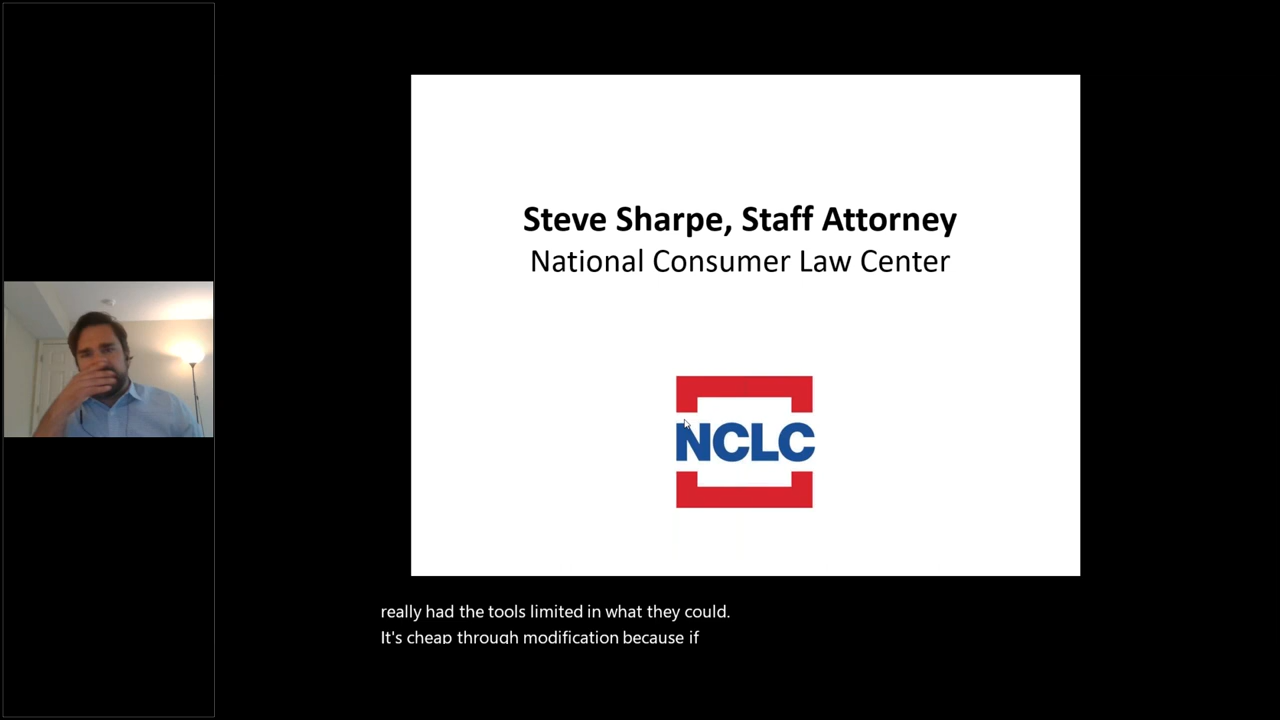 Steve Sharpe, Staff Attorney
National Consumer Law Center
NCLC
really had the tools limited in what they could.
It's cheap through modification because if